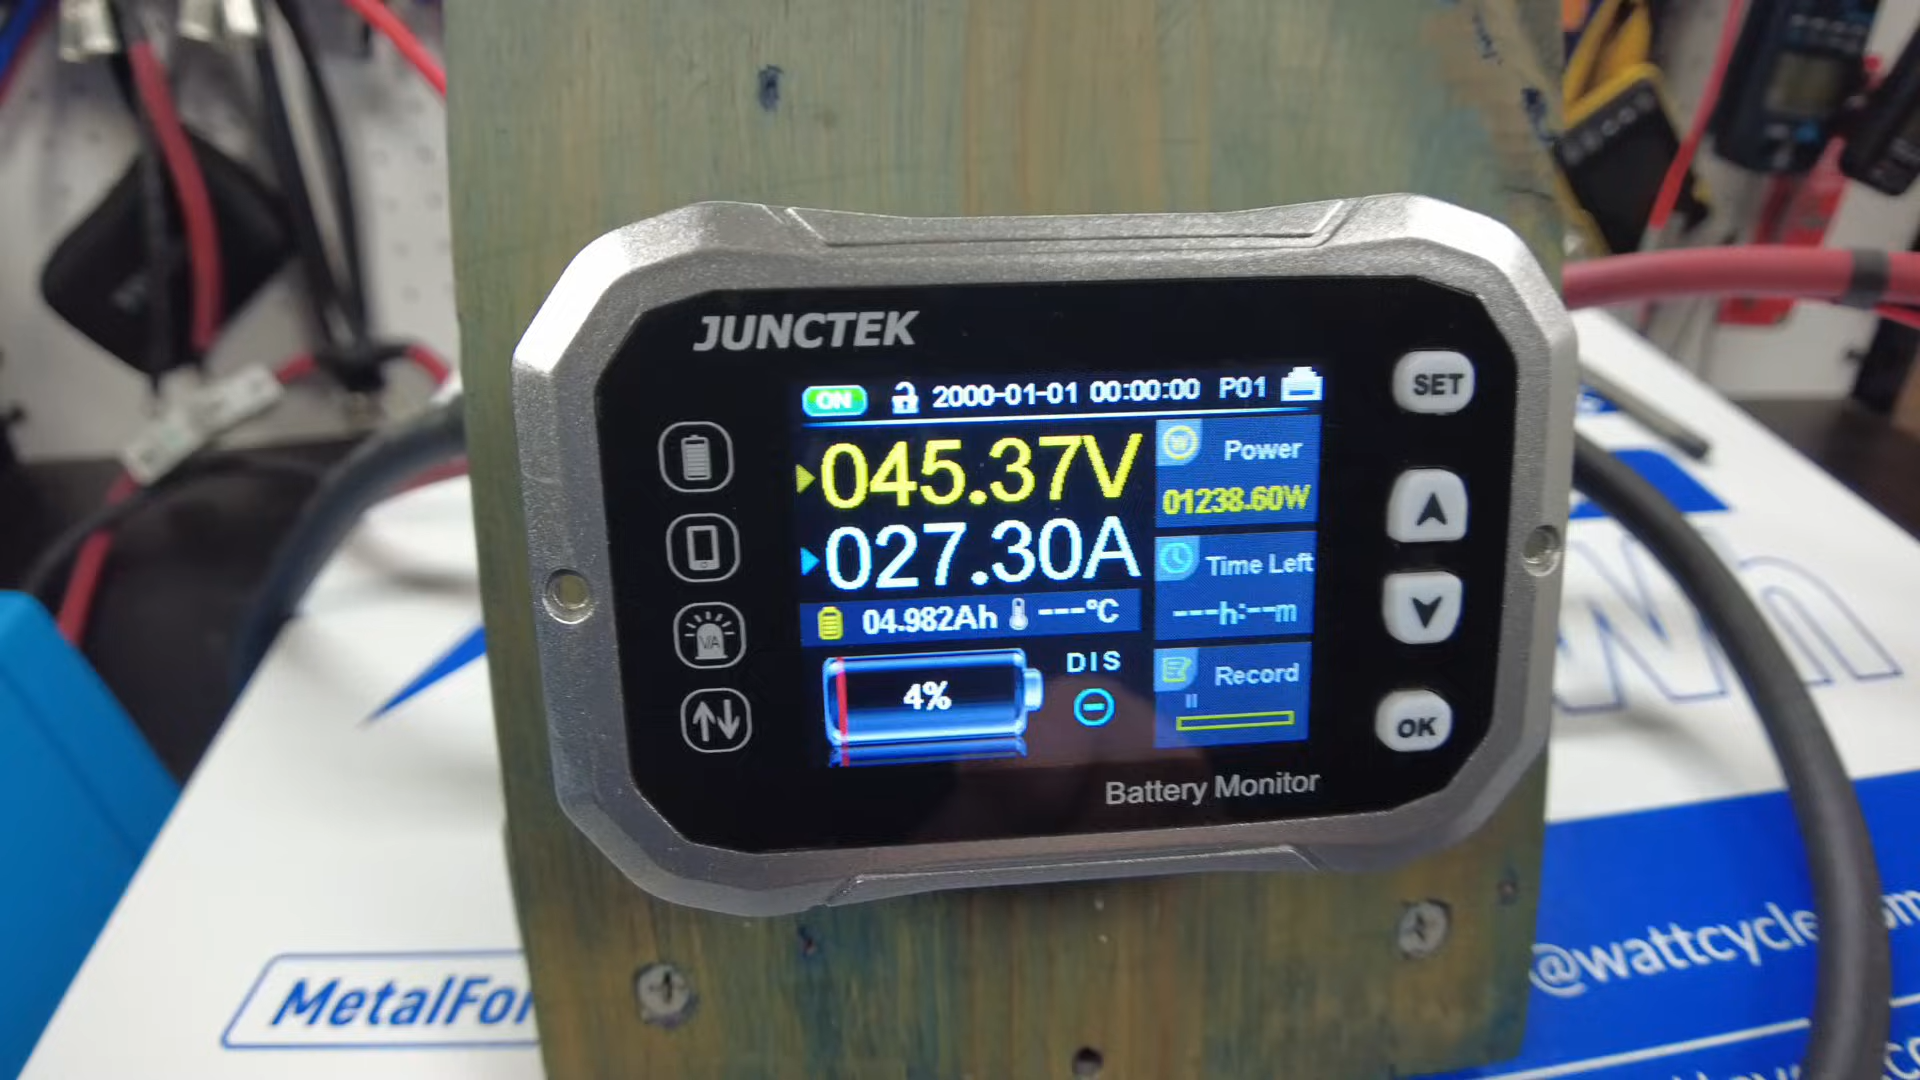 JUNCTEK
ON 2000-01-01 00:00:00 P01
045.37V
027.30A
Power
01238.60W
Time Left
---h:--m
04.982Ah ---°C
4%
DIS
Record
SET
OK
VA
Battery Monitor
MetalFor
@wattcycle